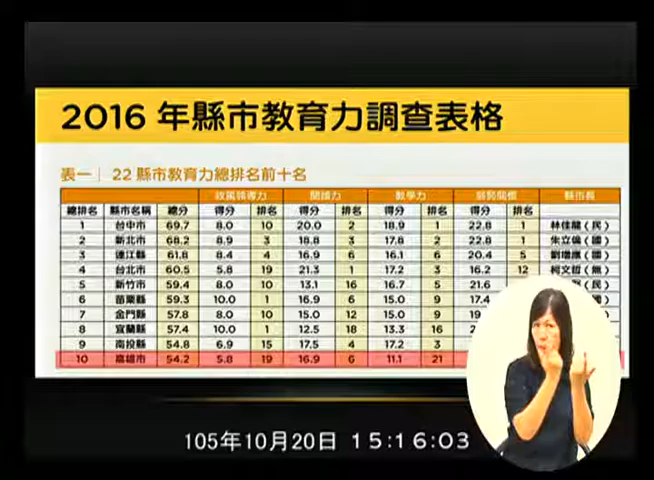 2016 年縣市教育力調查表格
表一｜ 22 縣市教育力總排名前十名
政策領導力 閱讀力 教學力 弱勢關懷 縣市長
總排名 縣市名稱 總分 得分 排名 得分 排名 得分 排名 得分 排名
1 台中市 69.7 8.0 10 20.0 2 18.9 1 22.8 1 林佳龍(民)
2 新北市 68.2 8.9 3 18.8 3 17.8 2 22.8 1 朱立倫(國)
3 連江縣 61.8 8.4 4 16.9 6 16.1 6 20.4 5 劉增應(國)
4 台北市 60.5 5.8 19 21.3 1 17.2 3 16.2 12 柯文哲(無)
5 新竹市 59.4 8.0 10 13.1 16 16.7 5 21.6 (民)
6 苗栗縣 59.3 10.0 1 16.9 6 15.0 9 17.4 (國)
7 金門縣 57.8 8.0 10 15.0 12 15.0 9
8 宜蘭縣 57.4 10.0 1 12.5 18 13.3 16
9 南投縣 54.8 6.9 15 17.5 4 17.2 3
10 高雄市 54.2 5.8 19 16.9 6 11.1 21
105年10月20日 15:16:03